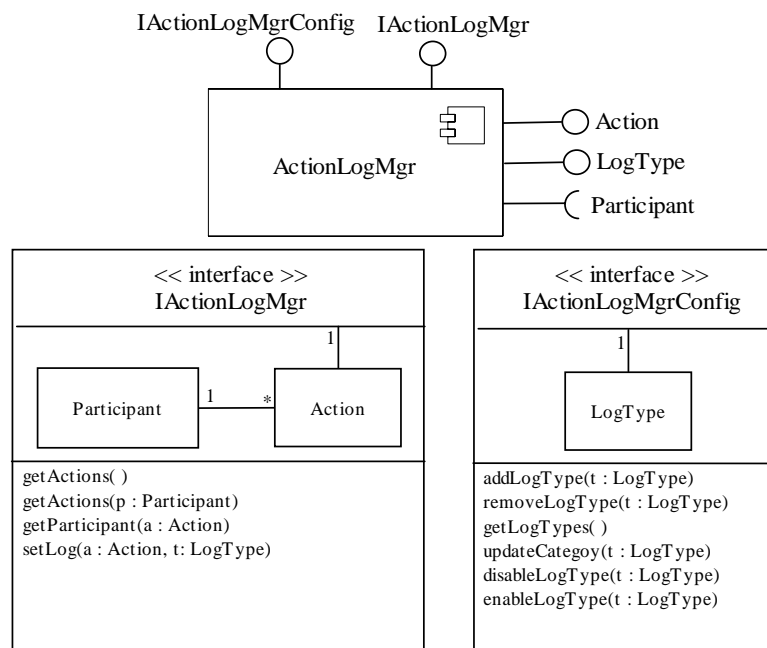 IActionLogMgrConfig
IActionLogMgr
ActionLogMgr
Action
LogType
Participant
<< interface >>
IActionLogMgr
1
Participant
1
*
Action
getActions( )
getActions(p : Participant)
getParticipant(a : Action)
setLog(a : Action, t: LogType)
<< interface >>
IActionLogMgrConfig
1
LogType
addLogType(t : LogType)
removeLogType(t : LogType)
getLogTypes( )
updateCategoy(t : LogType)
disableLogType(t : LogType)
enableLogType(t : LogType)